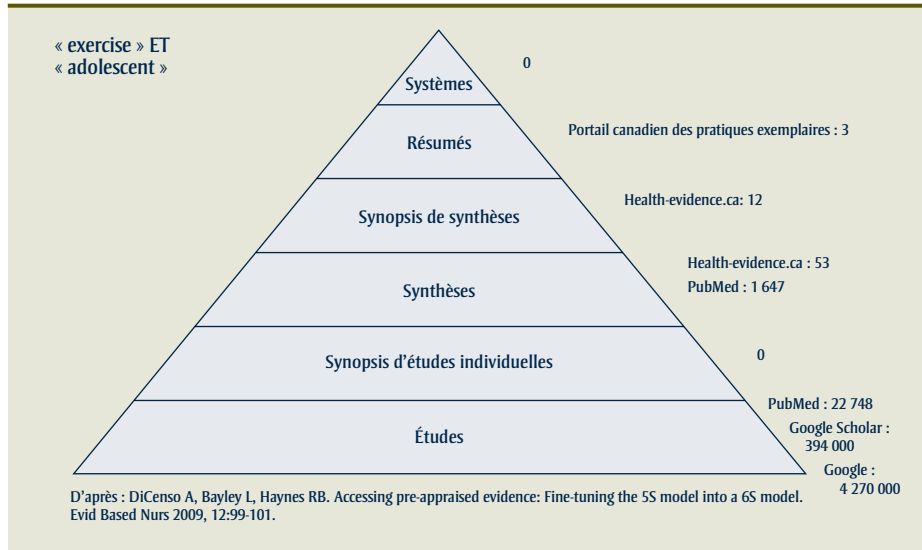 « exercise » ET
« adolescent »
Systèmes
0
Résumés
Portail canadien des pratiques exemplaires : 3
Synopsis de synthèses
Health-evidence.ca: 12
Synthèses
Health-evidence.ca : 53
PubMed : 1 647
Synopsis d’études individuelles
0
Études
PubMed : 22 748
Google Scholar :
394 000
Google :
4 270 000
D’après : DiCenso A, Bayley L, Haynes RB. Accessing pre-appraised evidence: Fine-tuning the 5S model into a 6S model.
Evid Based Nurs 2009, 12:99-101.